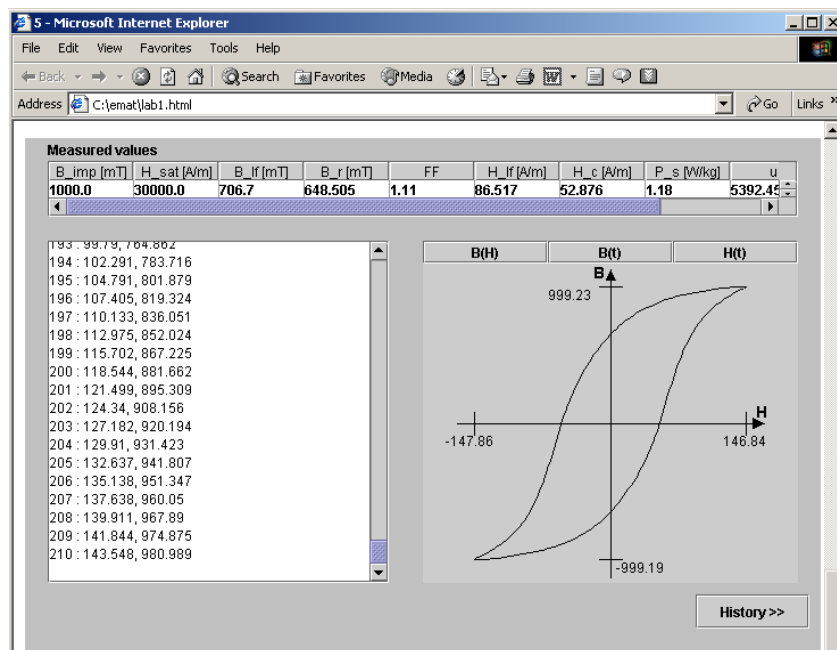 5 - Microsoft Internet Explorer
File Edit View Favorites Tools Help
Back Search Favorites Media
Address C:\emat\lab1.html Go Links »
Measured values
B_imp [mT] H_sat [A/m] B_lf [mT] B_r [mT] FF H_lf [A/m] H_c [A/m] P_s [W/kg] u
1000.0 30000.0 706.7 648.505 1.11 86.517 52.876 1.18 5392.45
193 : 99.79, 764.862
194 : 102.291, 783.716
195 : 104.791, 801.879
196 : 107.405, 819.324
197 : 110.133, 836.051
198 : 112.975, 852.024
199 : 115.702, 867.225
200 : 118.544, 881.662
201 : 121.499, 895.309
202 : 124.34, 908.156
203 : 127.182, 920.194
204 : 129.91, 931.423
205 : 132.637, 941.807
206 : 135.138, 951.347
207 : 137.638, 960.05
208 : 139.911, 967.89
209 : 141.844, 974.875
210 : 143.548, 980.989
B(H) B(t) H(t)
B
999.23
H
-147.86 146.84
-999.19
History >>